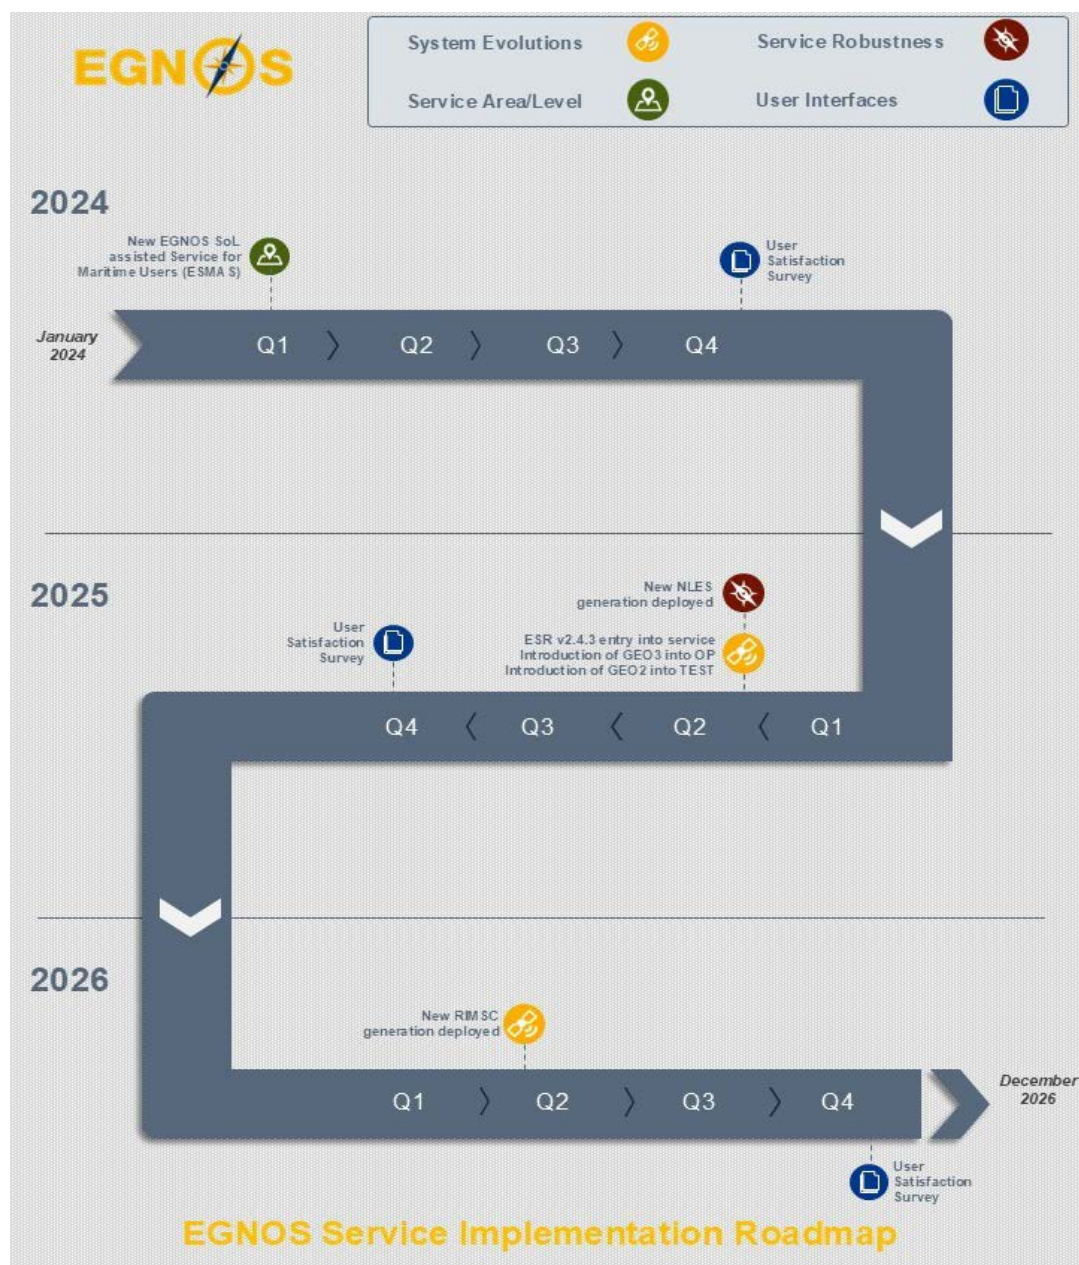 EGNOS
System Evolutions
Service Robustness
Service Area/Level
User Interfaces
2024
New EGNOS SoL
assisted Service for
Maritime Users (ESMAS)
User
Satisfaction
Survey
January
2024
Q1
Q2
Q3
Q4
2025
New NLES
generation deployed
User
Satisfaction
Survey
ESR v2.4.3 entry into service
Introduction of GEO3 into OP
Introduction of GEO2 into TEST
Q4
Q3
Q2
Q1
2026
New RIMSC
generation deployed
Q1
Q2
Q3
Q4
December
2026
User
Satisfaction
Survey
EGNOS Service Implementation Roadmap